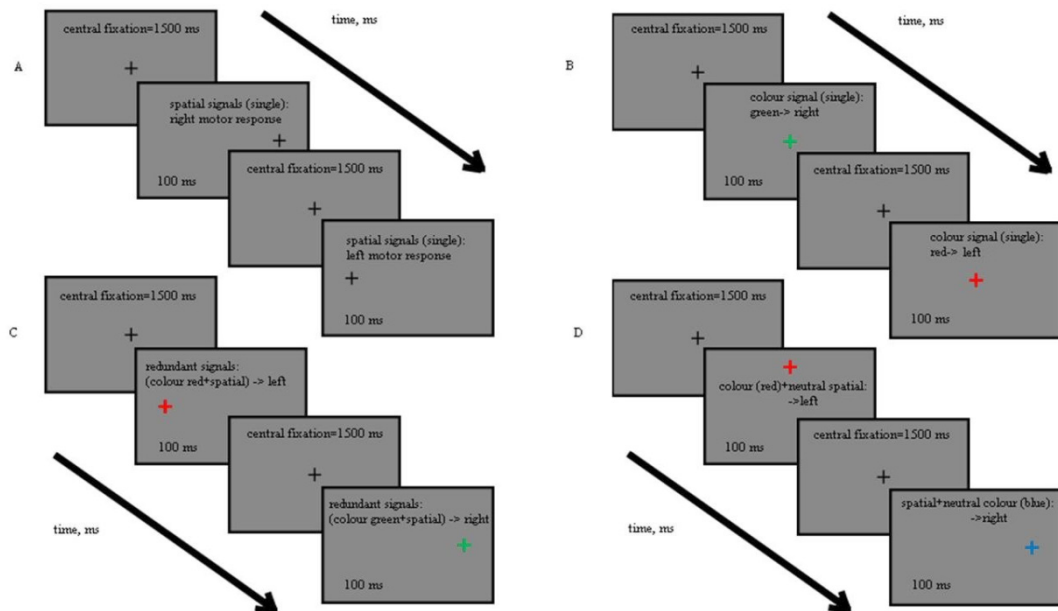 A
central fixation=1500 ms
time, ms
spatial signals (single):
right motor response
100 ms
central fixation=1500 ms
spatial signals (single):
left motor response
100 ms
B
central fixation=1500 ms
time, ms
colour signal (single):
green-> right
100 ms
central fixation=1500 ms
colour signal (single):
red-> left
100 ms
C
central fixation=1500 ms
redundant signals:
(colour red+spatial) -> left
100 ms
central fixation=1500 ms
redundant signals:
(colour green+spatial) -> right
100 ms
time, ms
D
central fixation=1500 ms
colour (red)+neutral spatial:
->left
100 ms
central fixation=1500 ms
spatial+neutral colour (blue):
->right
100 ms
time, ms